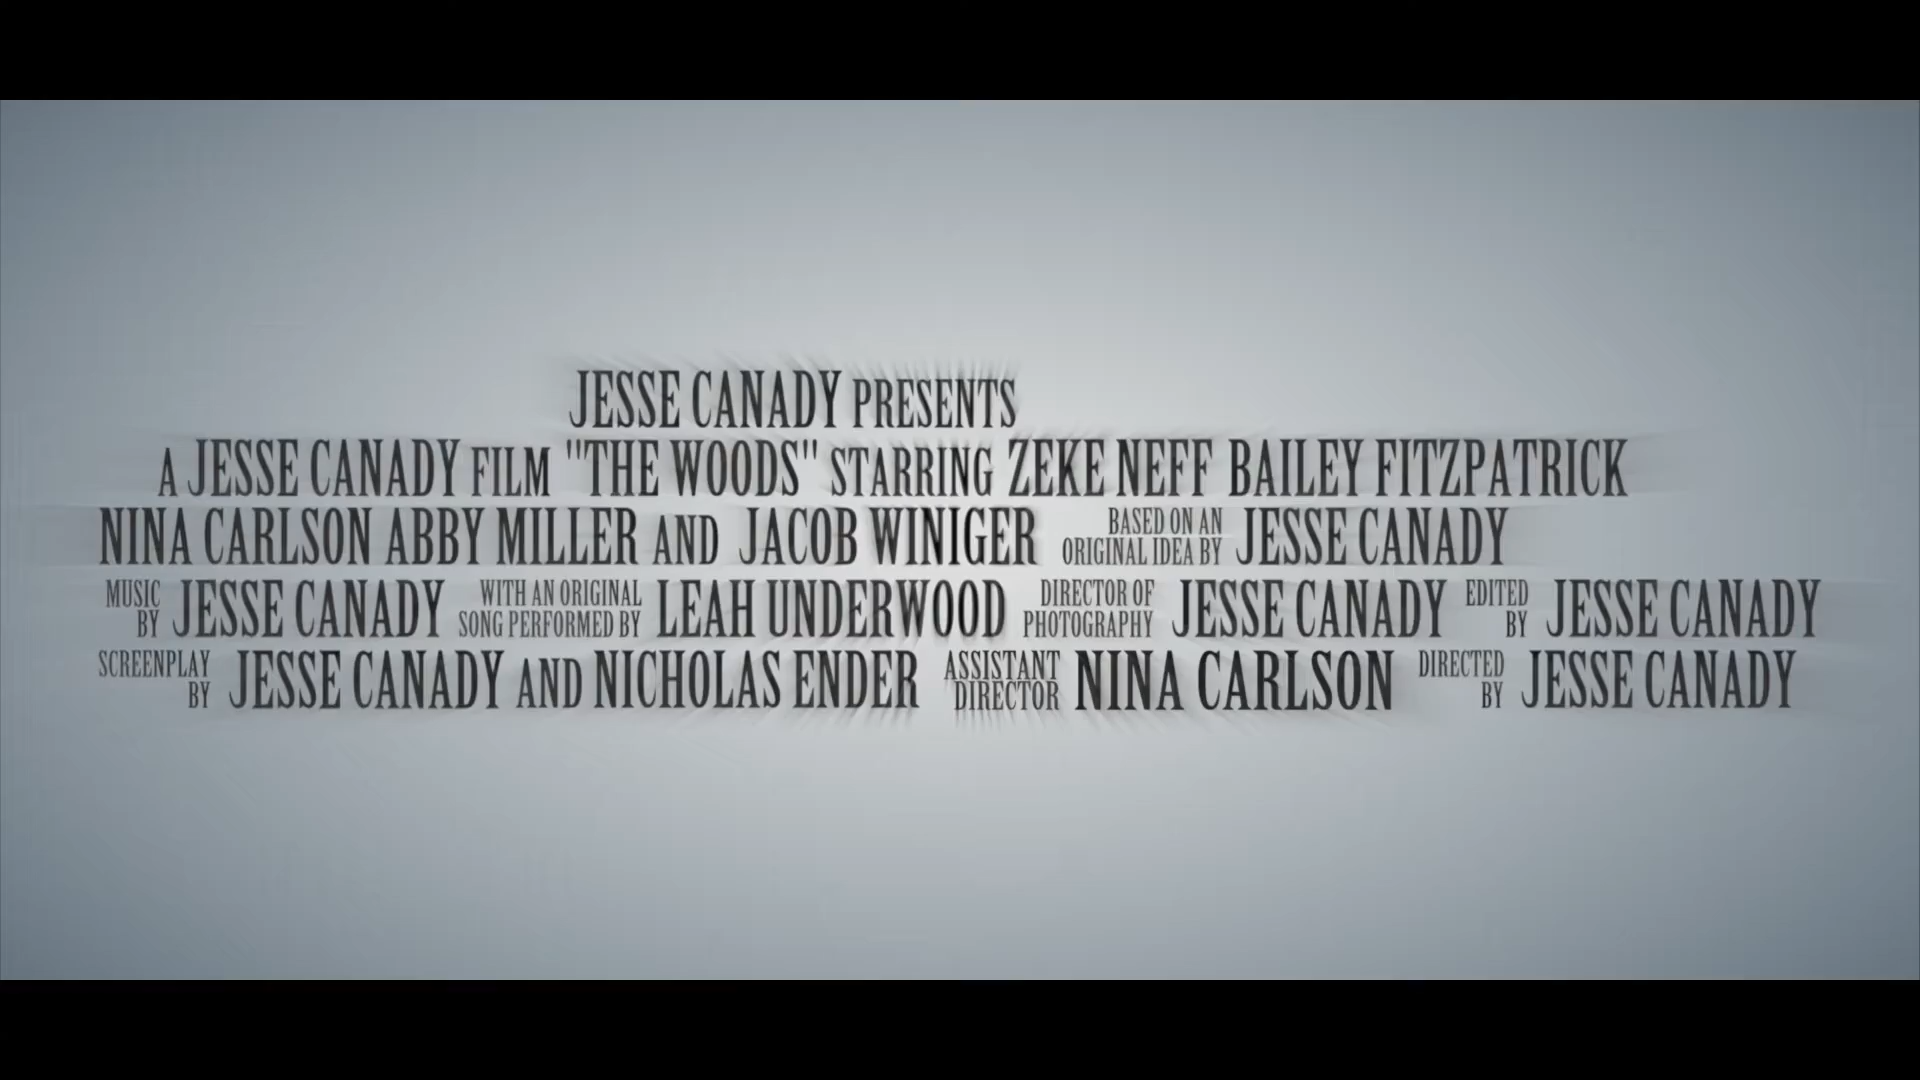 JESSE CANADY PRESENTS
A JESSE CANADY FILM "THE WOODS" STARRING ZEKE NEFF BAILEY FITZPATRICK
NINA CARLSON ABBY MILLER AND JACOB WINIGER BASED ON AN ORIGINAL IDEA BY JESSE CANADY
MUSIC BY JESSE CANADY WITH AN ORIGINAL SONG PERFORMED BY LEAH UNDERWOOD DIRECTOR OF PHOTOGRAPHY JESSE CANADY EDITED BY JESSE CANADY
SCREENPLAY BY JESSE CANADY AND NICHOLAS ENDER ASSISTANT DIRECTOR NINA CARLSON DIRECTED BY JESSE CANADY